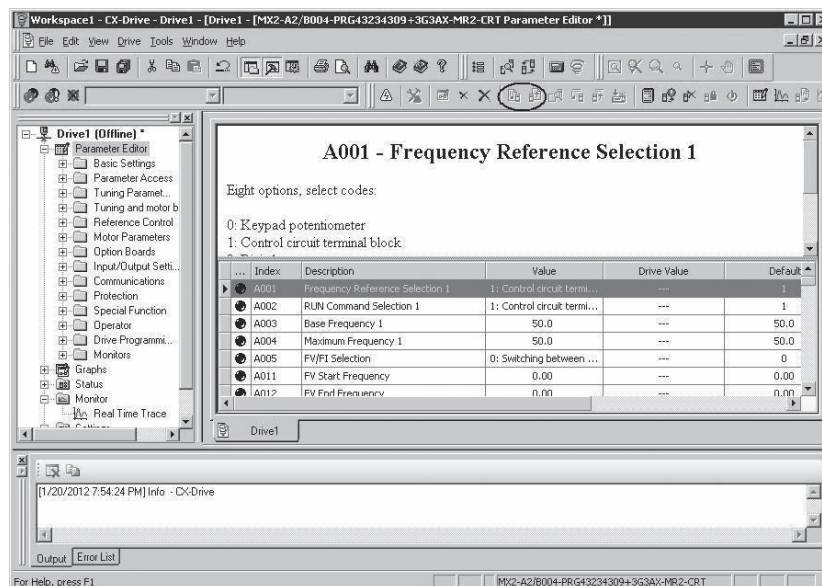 Workspace1 - CX-Drive - Drive1 - [Drive1 - [MX2-A2/B004-PRG43234309+3G3AX-MR2-CRT Parameter Editor *]]
File Edit View Drive Tools Window Help
Drive1 (Offline) *
Parameter Editor
Basic Settings
Parameter Access
Tuning Paramet...
Tuning and motor b
Reference Control
Motor Parameters
Option Boards
Input/Output Setti...
Communications
Protection
Special Function
Operator
Drive Programmi...
Monitors
Graphs
Status
Monitor
Real Time Trace
A001 - Frequency Reference Selection 1
Eight options, select codes:
0: Keypad potentiometer
1: Control circuit terminal block
... Index Description Value Drive Value Default
A001 Frequency Reference Selection 1 1: Control circuit termi... --- 1
A002 RUN Command Selection 1 1: Control circuit termi... --- 1
A003 Base Frequency 1 50.0 --- 50.0
A004 Maximum Frequency 1 50.0 --- 50.0
A005 FV/FI Selection 0: Switching between ... --- 0
A011 FV Start Frequency 0.00 --- 0.00
A012 FV End Frequency 0.00 --- 0.00
Drive1
[1/20/2012 7:54:24 PM] Info - CX-Drive
Output Error List
For Help, press F1
MX2-A2/B004-PRG43234309+3G3AX-MR2-CRT